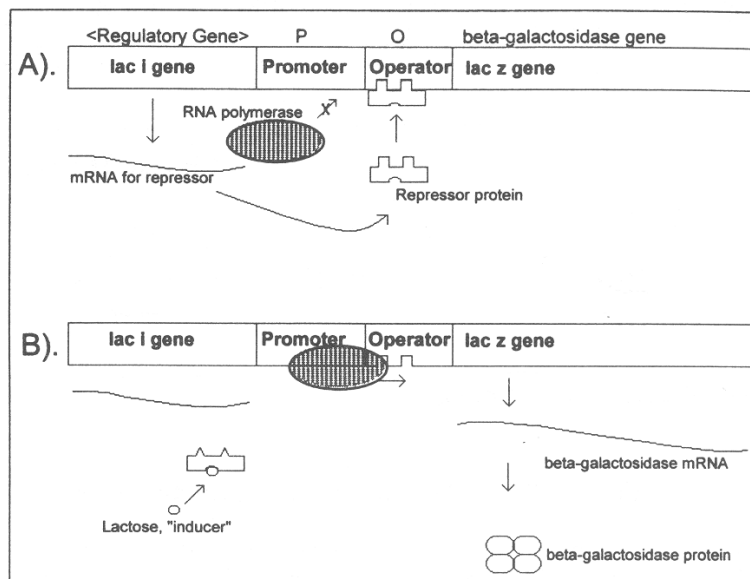 <Regulatory Gene> P O beta-galactosidase gene
A). lac i gene Promoter Operator lac z gene
RNA polymerase X
mRNA for repressor
Repressor protein
B). lac i gene Promoter Operator lac z gene
beta-galactosidase mRNA
Lactose, "inducer"
beta-galactosidase protein